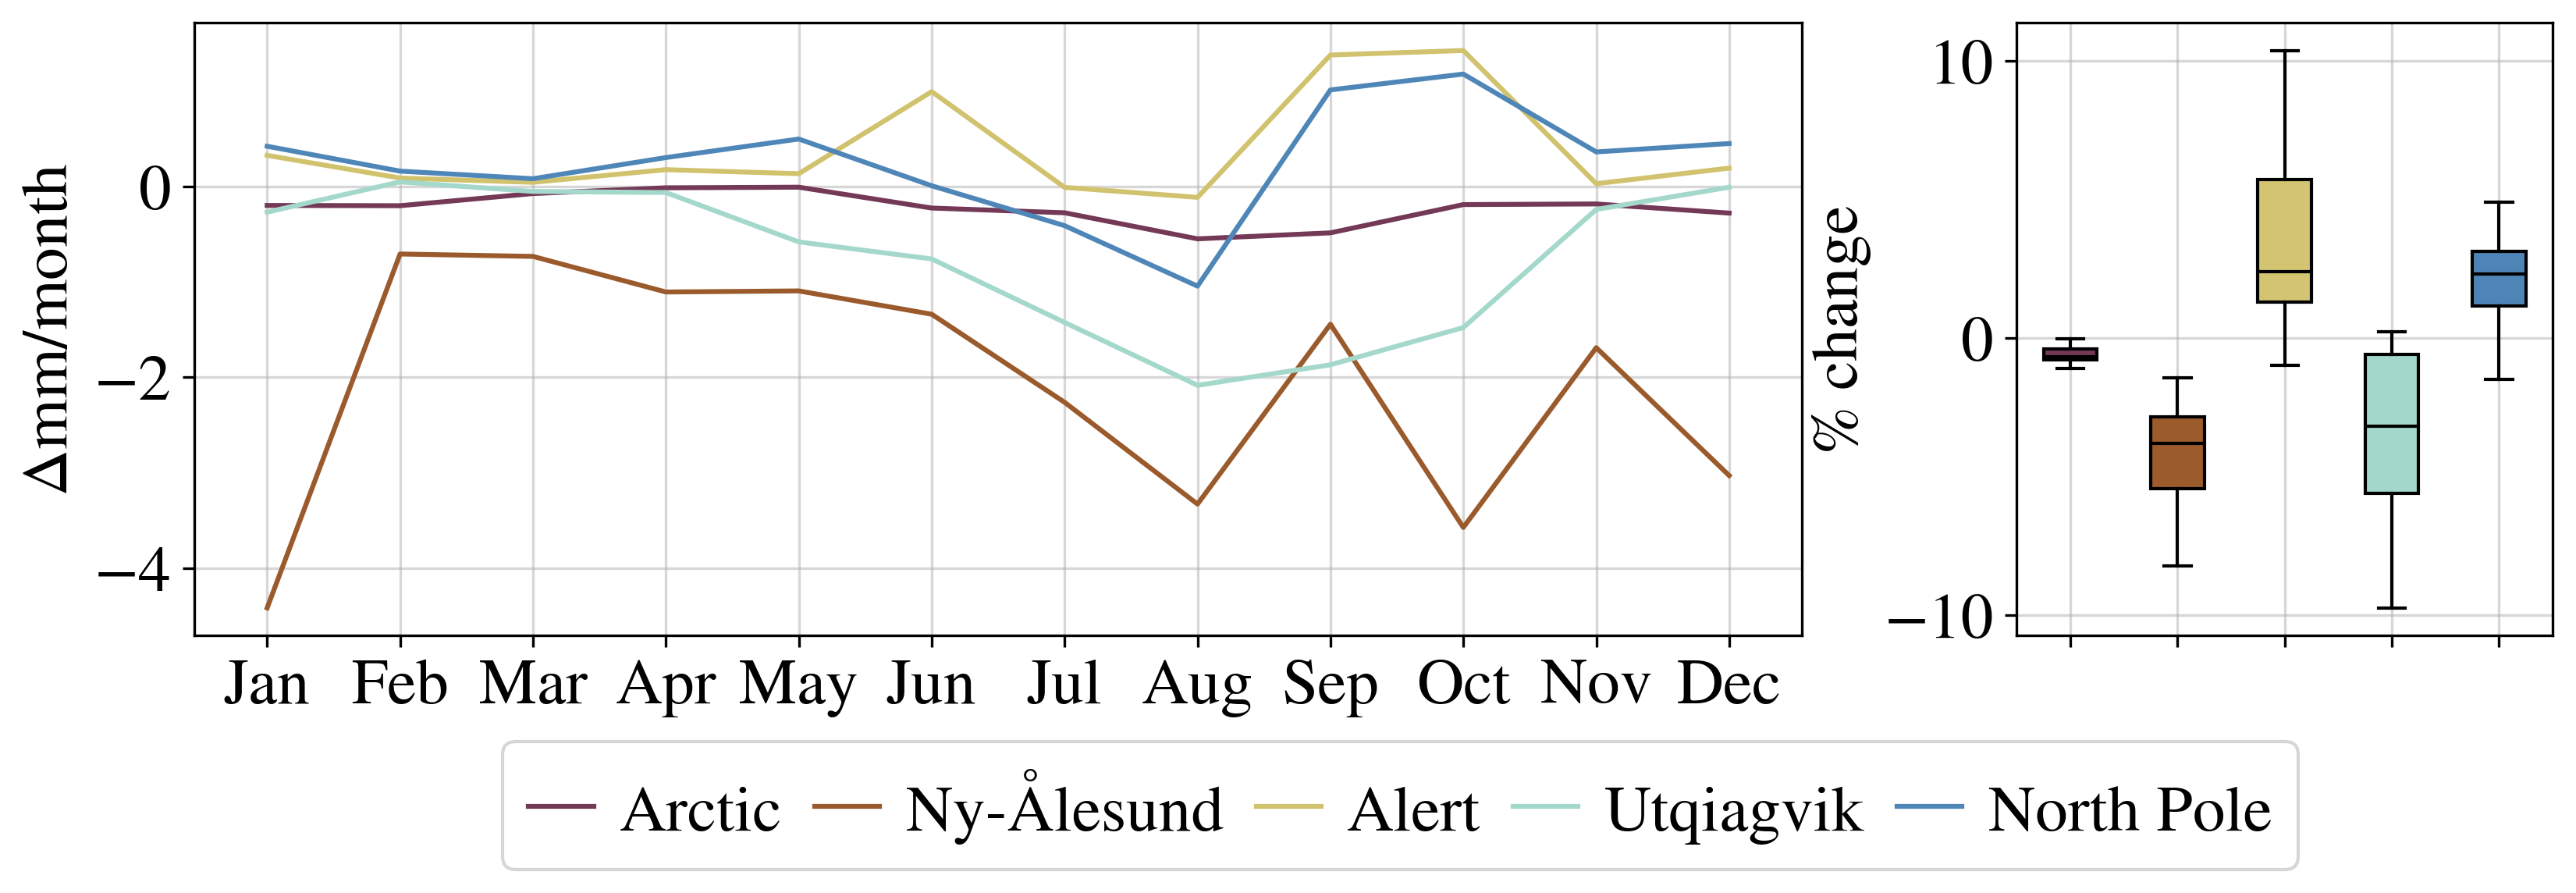 Δmm/month
0
−2
−4
Jan Feb Mar Apr May Jun Jul Aug Sep Oct Nov Dec
% change
10
0
−10
Arctic Ny-Ålesund Alert Utqiagvik North Pole